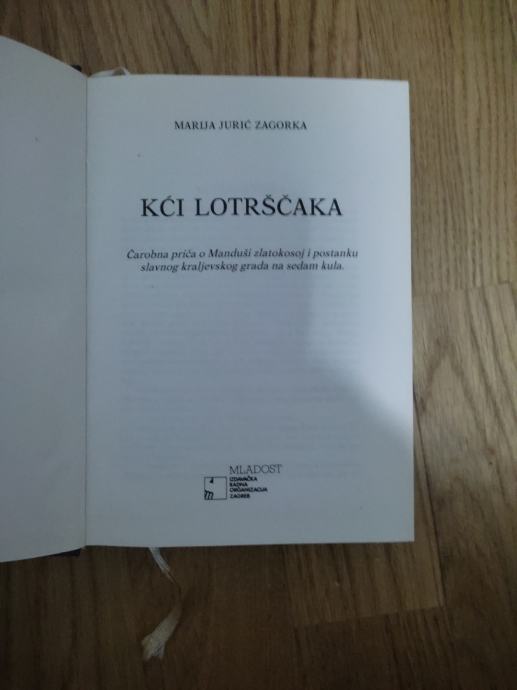 MARIJA JURIĆ ZAGORKA
KĆI LOTRŠČAKA
Čarobna priča o Manduši zlatokosoj i postanku
slavnog kraljevskog grada na sedam kula.
MLADOST
IZDAVAČKA
RADNA
ORGANIZACIJA
ZAGREB